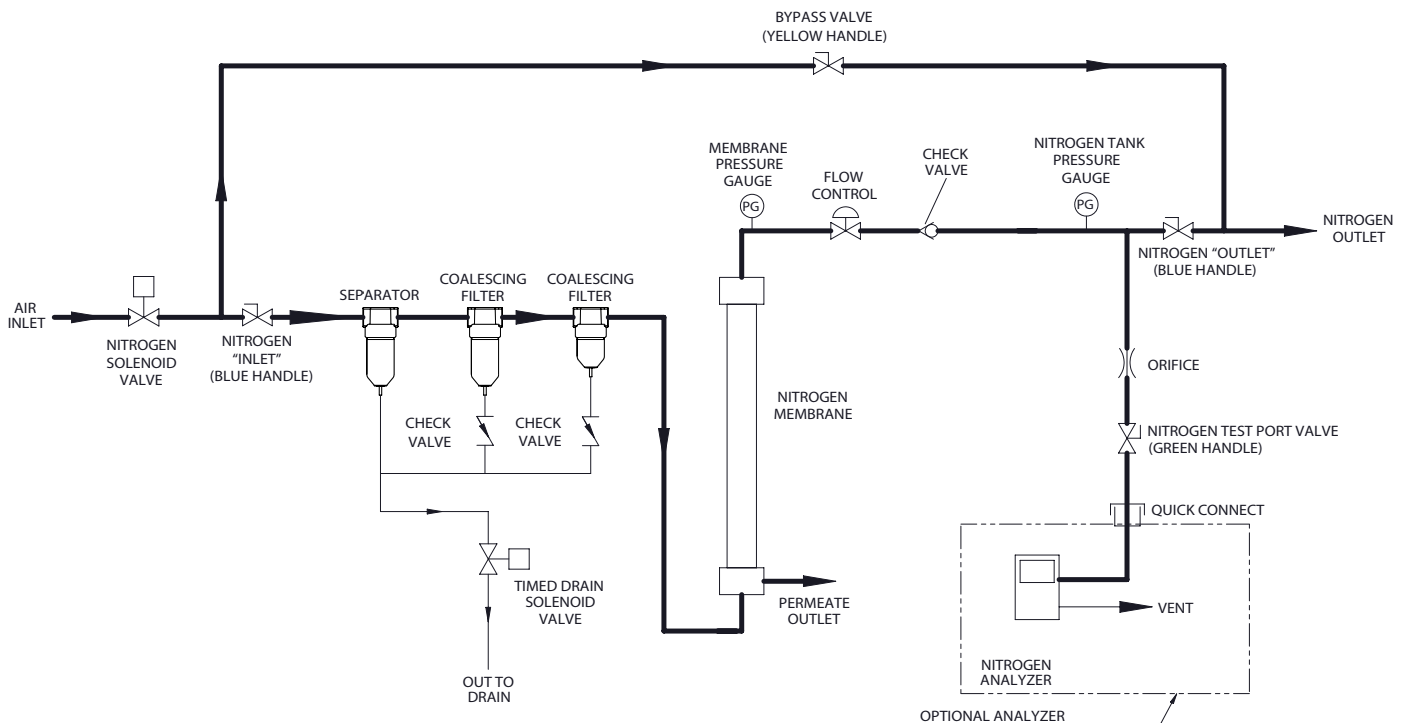 BYPASS VALVE
(YELLOW HANDLE)
MEMBRANE
PRESSURE
GAUGE
PG
FLOW
CONTROL
CHECK
VALVE
NITROGEN TANK
PRESSURE
GAUGE
PG
NITROGEN
OUTLET
NITROGEN "OUTLET"
(BLUE HANDLE)
AIR
INLET
NITROGEN
SOLENOID
VALVE
NITROGEN
"INLET"
(BLUE HANDLE)
SEPARATOR
COALESCING
FILTER
COALESCING
FILTER
CHECK
VALVE
CHECK
VALVE
NITROGEN
MEMBRANE
ORIFICE
NITROGEN TEST PORT VALVE
(GREEN HANDLE)
QUICK CONNECT
TIMED DRAIN
SOLENOID
VALVE
PERMEATE
OUTLET
VENT
NITROGEN
ANALYZER
OUT TO
DRAIN
OPTIONAL ANALYZER